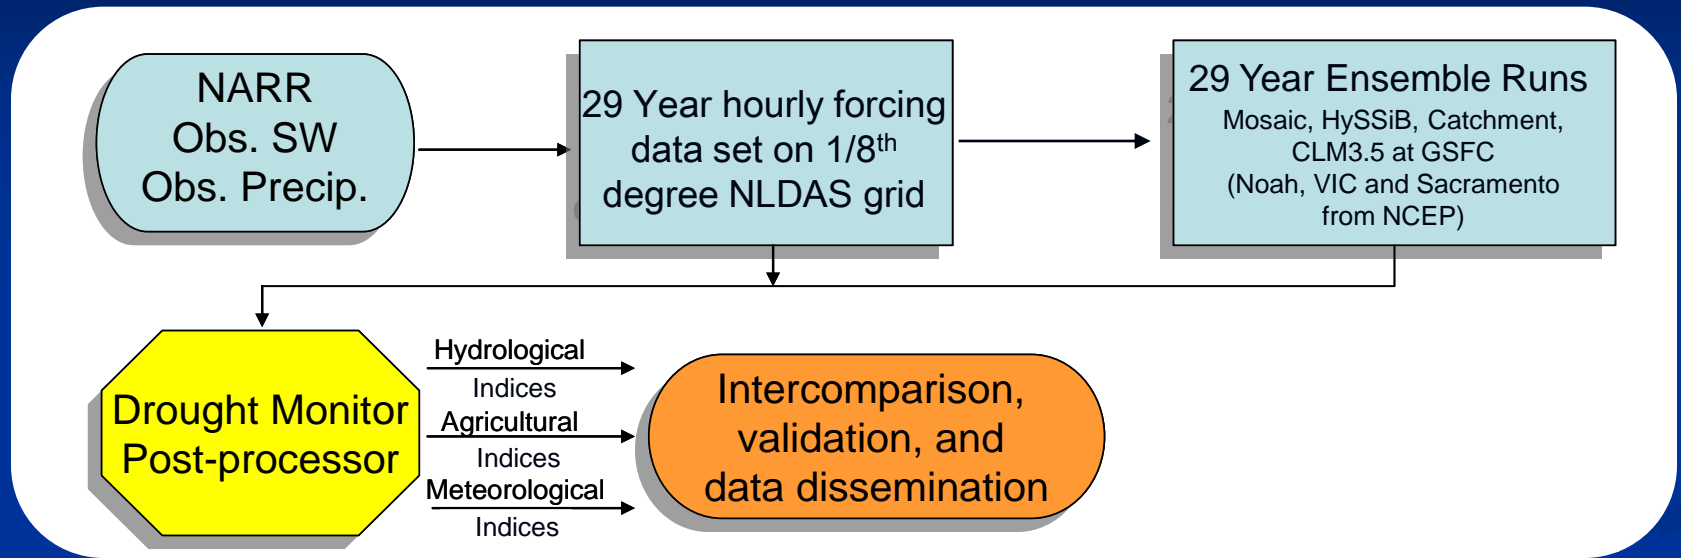 NARR
Obs. SW
Obs. Precip.
29 Year hourly forcing
data set on 1/8th
degree NLDAS grid
29 Year Ensemble Runs
Mosaic, HySSiB, Catchment,
CLM3.5 at GSFC
(Noah, VIC and Sacramento
from NCEP)
Drought Monitor
Post-processor
Hydrological
Indices
Agricultural
Indices
Meteorological
Indices
Intercomparison,
validation, and
data dissemination